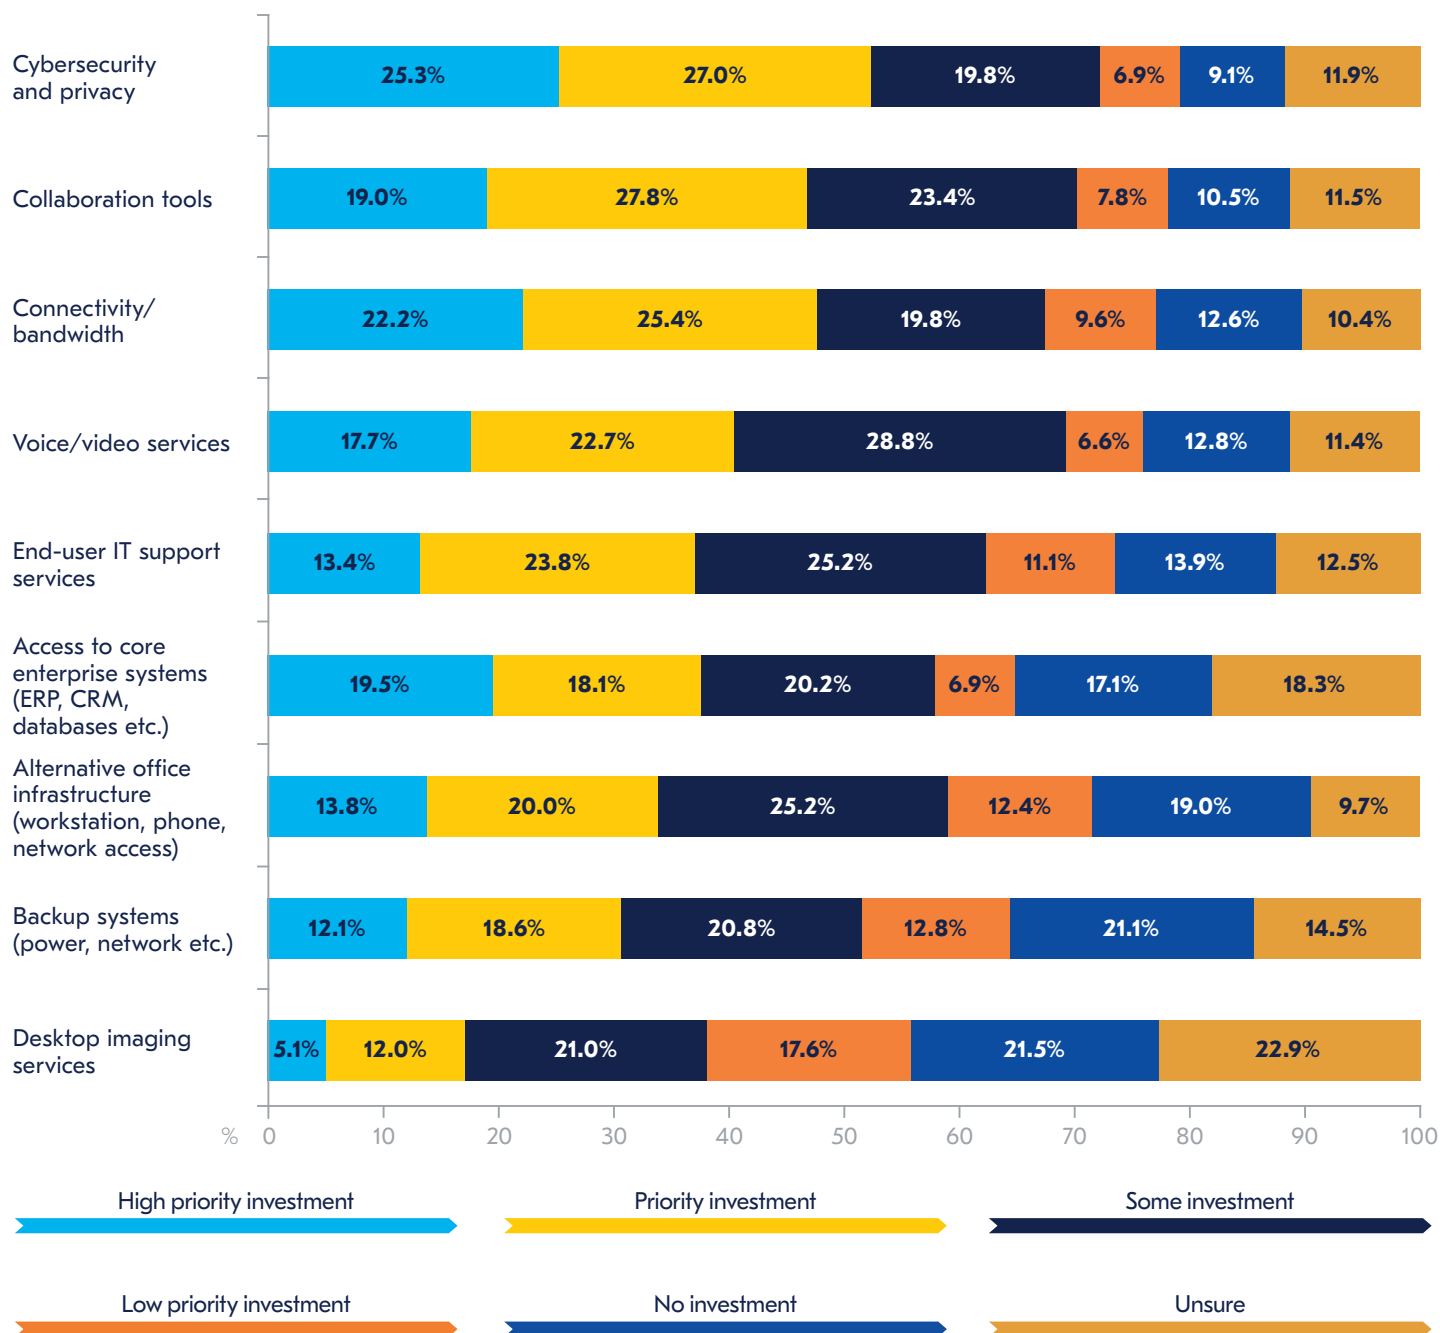 Cybersecurity
and privacy
25.3% 27.0% 19.8% 6.9% 9.1% 11.9%
Collaboration tools
19.0% 27.8% 23.4% 7.8% 10.5% 11.5%
Connectivity/
bandwidth
22.2% 25.4% 19.8% 9.6% 12.6% 10.4%
Voice/video services
17.7% 22.7% 28.8% 6.6% 12.8% 11.4%
End-user IT support
services
13.4% 23.8% 25.2% 11.1% 13.9% 12.5%
Access to core
enterprise systems
(ERP, CRM,
databases etc.)
19.5% 18.1% 20.2% 6.9% 17.1% 18.3%
Alternative office
infrastructure
(workstation, phone,
network access)
13.8% 20.0% 25.2% 12.4% 19.0% 9.7%
Backup systems
(power, network etc.)
12.1% 18.6% 20.8% 12.8% 21.1% 14.5%
Desktop imaging
services
5.1% 12.0% 21.0% 17.6% 21.5% 22.9%
% 0 10 20 30 40 50 60 70 80 90 100
High priority investment Priority investment Some investment
Low priority investment No investment Unsure